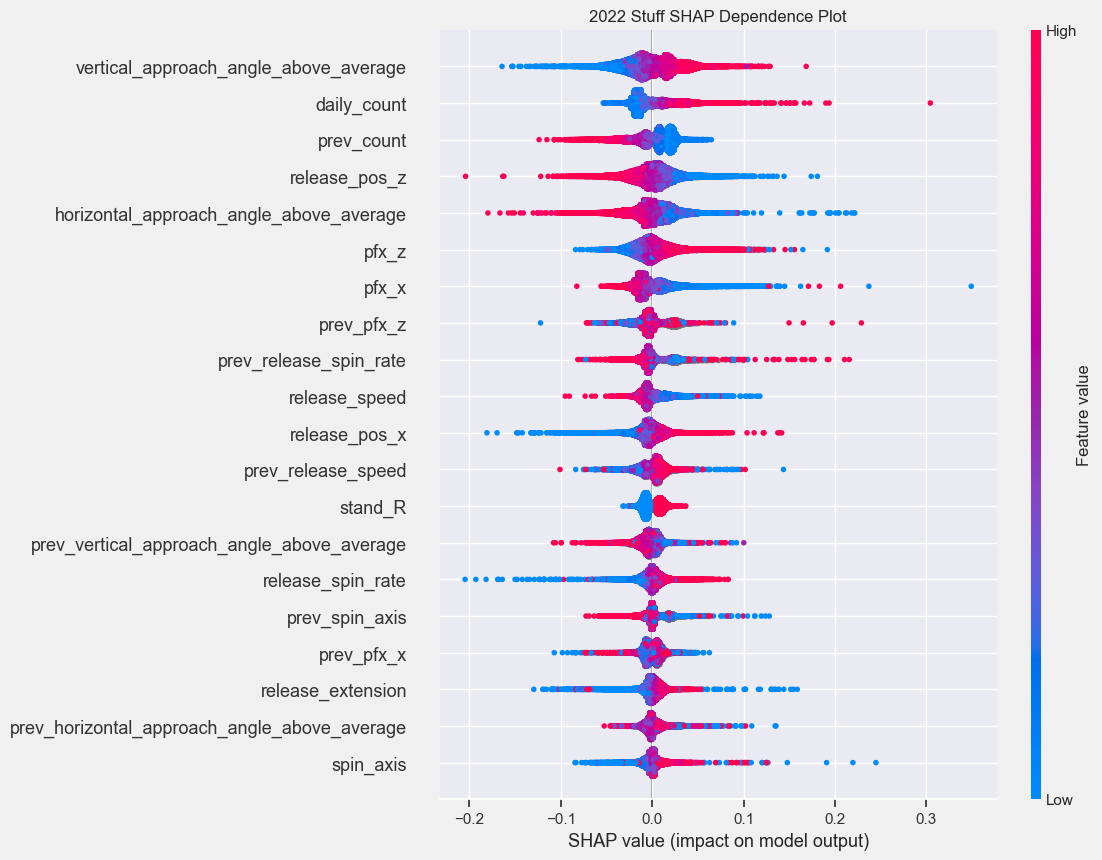 2022 Stuff SHAP Dependence Plot
High
vertical_approach_angle_above_average
daily_count
prev_count
release_pos_z
horizontal_approach_angle_above_average
pfx_z
pfx_x
prev_pfx_z
prev_release_spin_rate
release_speed
release_pos_x
prev_release_speed
stand_R
prev_vertical_approach_angle_above_average
release_spin_rate
prev_spin_axis
prev_pfx_x
release_extension
prev_horizontal_approach_angle_above_average
spin_axis
Feature value
Low
−0.2 −0.1 0.0 0.1 0.2 0.3
SHAP value (impact on model output)